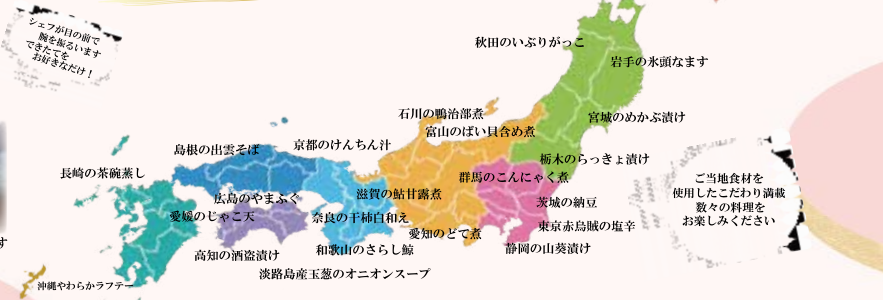 シェフが目の前で
腕を振るいます
できたてを
お好きなだけ！
秋田のいぶりがっこ
岩手の氷頭なます
宮城のめかぶ漬け
石川の鴨治部煮
富山のばい貝含め煮
栃木のらっきょ漬け
群馬のこんにゃく煮
茨城の納豆
東京赤烏賊の塩辛
静岡の山葵漬け
京都のけんちん汁
島根の出雲そば
長崎の茶碗蒸し
滋賀の鮎甘露煮
広島のやまふぐ
愛媛のじゃこ天
奈良の干柿白和え
愛知のどて煮
和歌山のさらし鯨
高知の酒盗漬け
淡路島産玉葱のオニオンスープ
沖縄やわらかラフテー
す
ご当地食材を
使用したこだわり満載
数々の料理を
お楽しみください